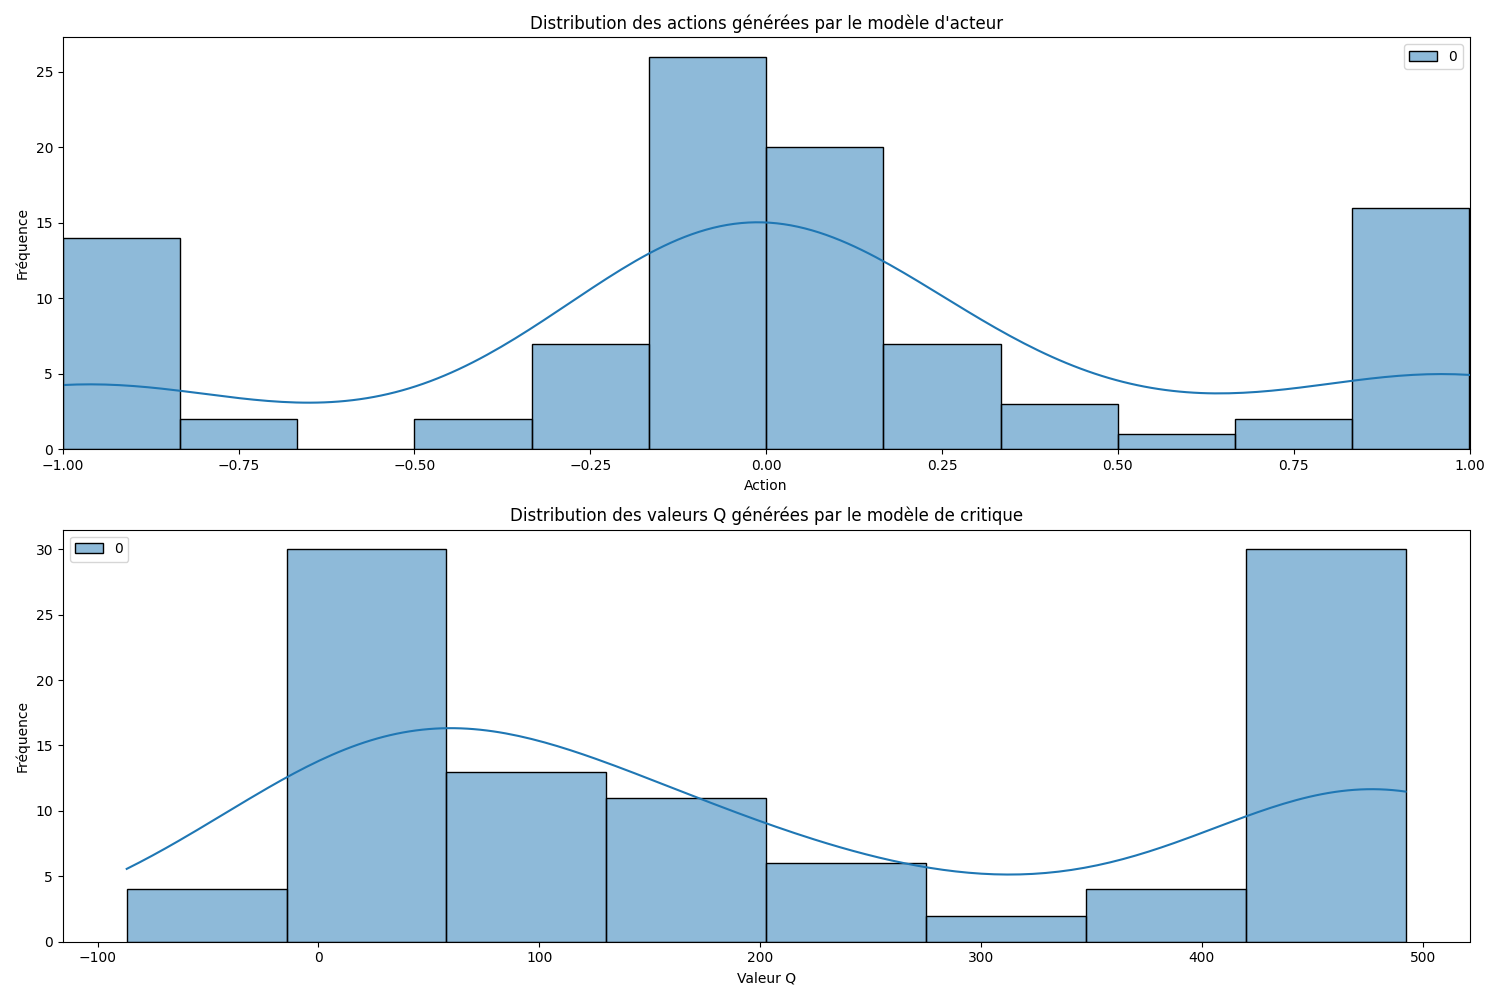 Distribution des actions générées par le modèle d'acteur
0
25
20
15
10
5
0
Fréquence
−1.00 −0.75 −0.50 −0.25 0.00 0.25 0.50 0.75 1.00
Action
Distribution des valeurs Q générées par le modèle de critique
0
30
25
20
15
10
5
0
Fréquence
−100 0 100 200 300 400 500
Valeur Q